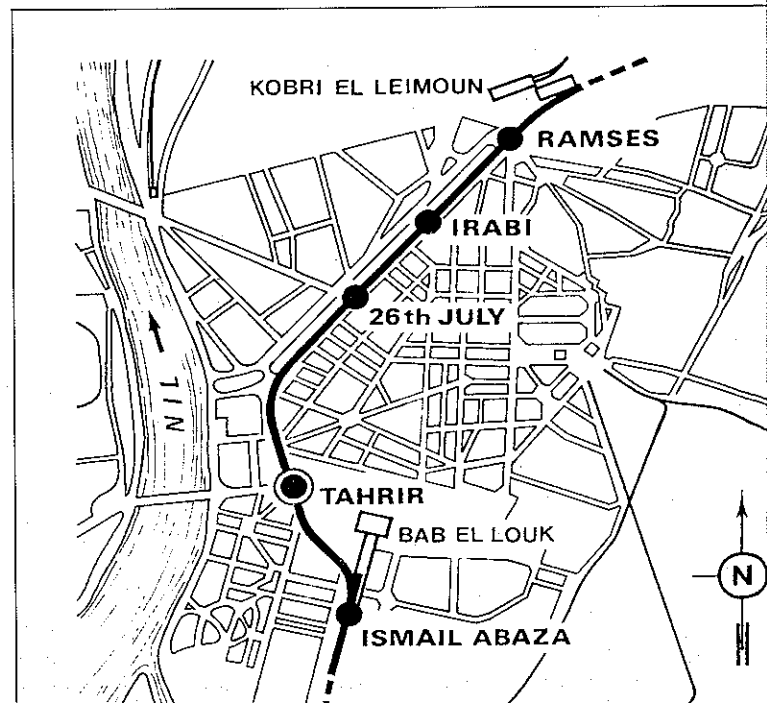 KOBRI EL LEIMOUN
RAMSES
IRABI
26th JULY
NIL
TAHRIR
BAB EL LOUK
N
ISMAIL ABAZA